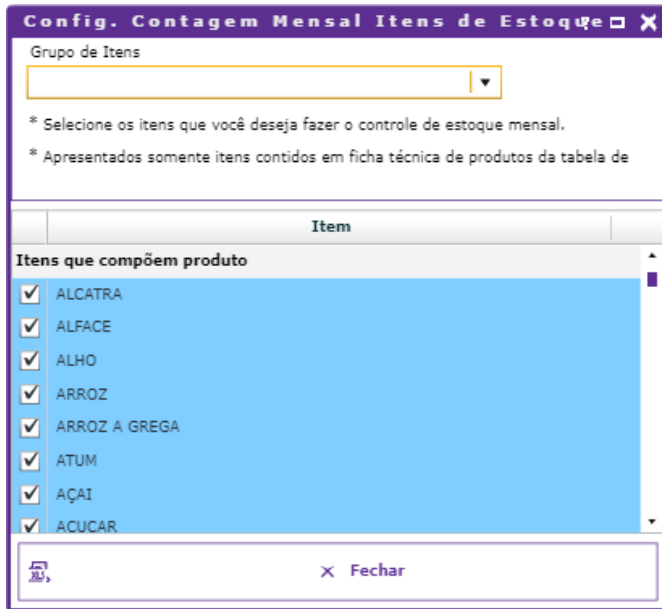 Config. Contagem Mensal Itens de Estoque
Grupo de Itens
* Selecione os itens que você deseja fazer o controle de estoque mensal.
* Apresentados somente itens contidos em ficha técnica de produtos da tabela de
Item
Itens que compõem produto
ALCATRA
ALFACE
ALHO
ARROZ
ARROZ A GREGA
ATUM
AÇAI
ACUCAR
XLS
Fechar